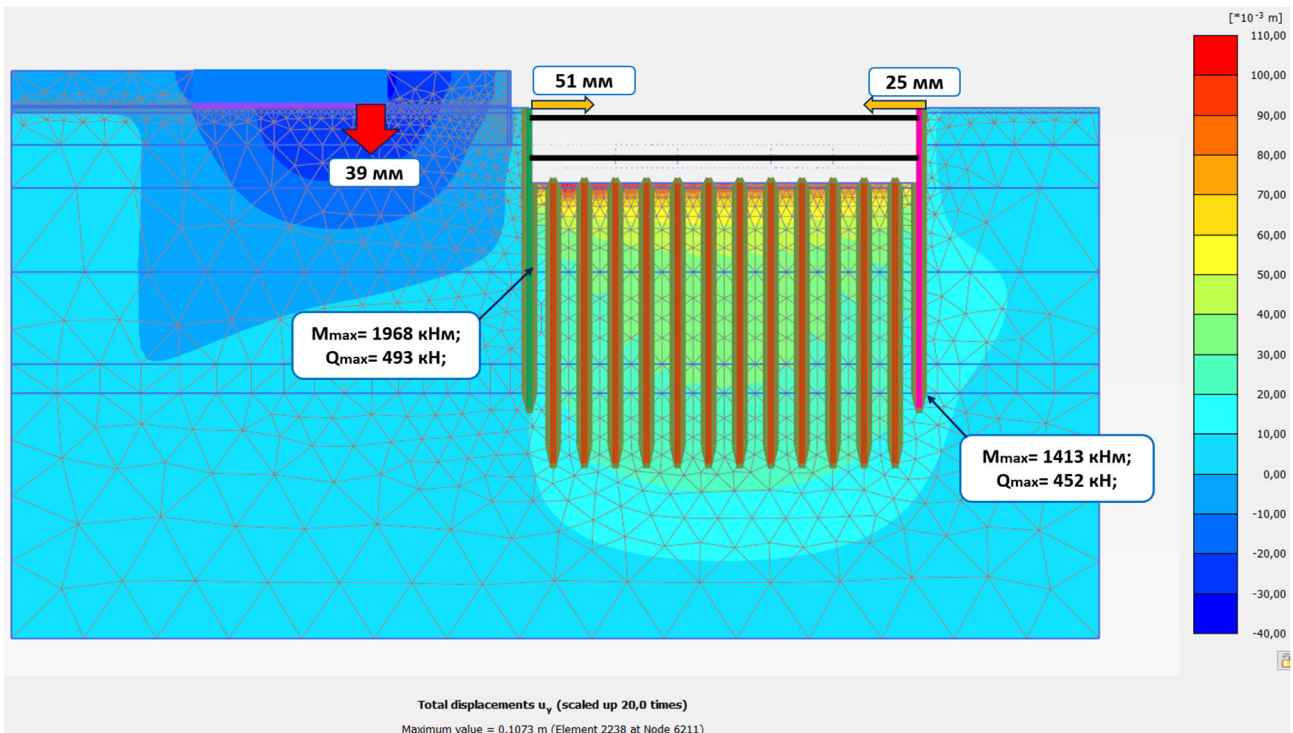 [*10⁻³ m]
110,00
100,00
90,00
80,00
70,00
60,00
50,00
40,00
30,00
20,00
10,00
0,00
-10,00
-20,00
-30,00
-40,00
51 мм
25 мм
39 мм
Mmax= 1968 кНм;
Qmax= 493 кН;
Mmax= 1413 кНм;
Qmax= 452 кН;
Total displacements uy (scaled up 20,0 times)
Maximum value = 0,1073 m (Element 2238 at Node 6211)